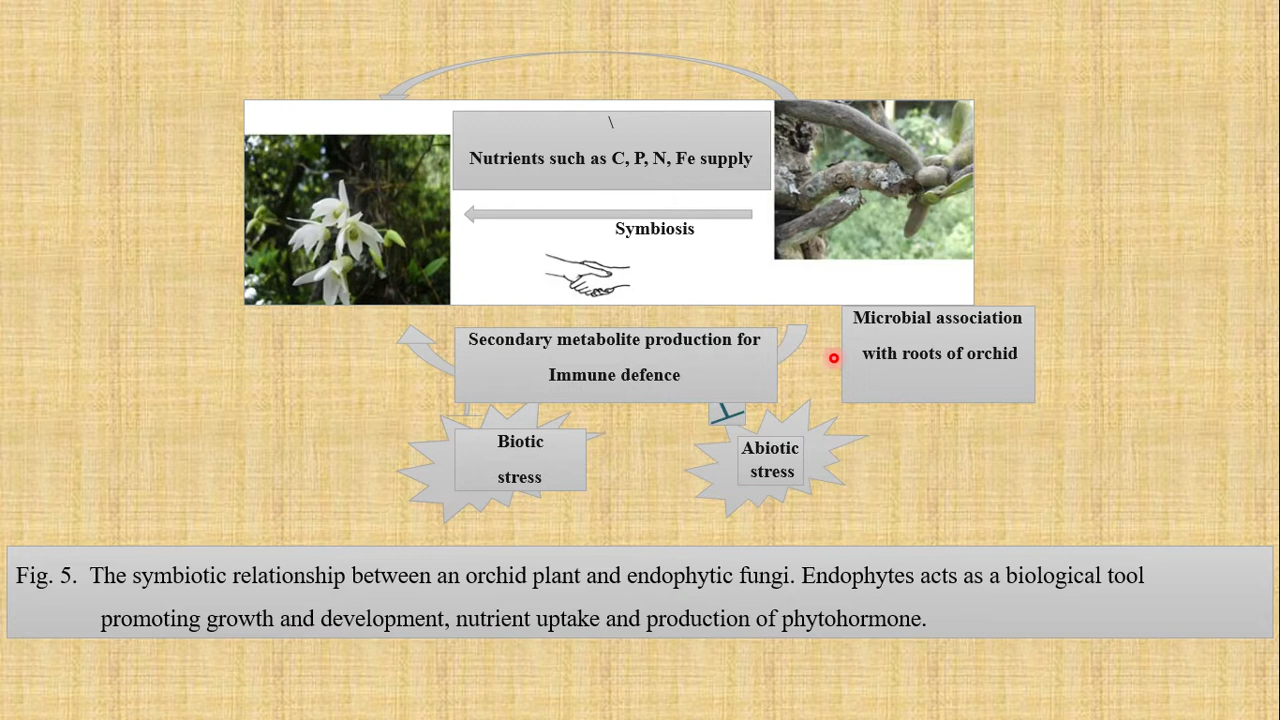 \
Nutrients such as C, P, N, Fe supply
Symbiosis
Microbial association
with roots of orchid
Secondary metabolite production for
Immune defence
Biotic
stress
Abiotic
stress
Fig. 5. The symbiotic relationship between an orchid plant and endophytic fungi. Endophytes acts as a biological tool
promoting growth and development, nutrient uptake and production of phytohormone.